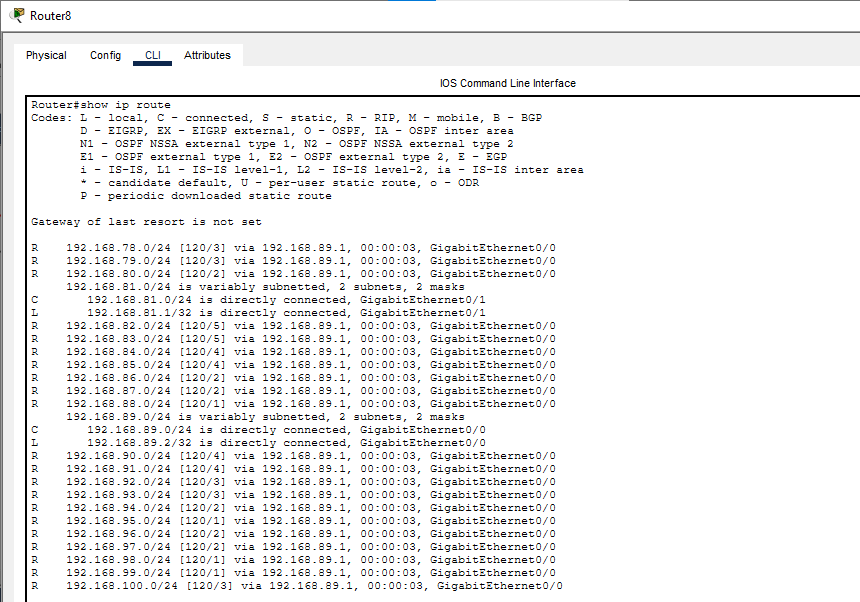 Router8
Physical Config CLI Attributes
IOS Command Line Interface
Router#show ip route
Codes: L - local, C - connected, S - static, R - RIP, M - mobile, B - BGP
D - EIGRP, EX - EIGRP external, O - OSPF, IA - OSPF inter area
N1 - OSPF NSSA external type 1, N2 - OSPF NSSA external type 2
E1 - OSPF external type 1, E2 - OSPF external type 2, E - EGP
i - IS-IS, L1 - IS-IS level-1, L2 - IS-IS level-2, ia - IS-IS inter area
* - candidate default, U - per-user static route, o - ODR
P - periodic downloaded static route
Gateway of last resort is not set
R 192.168.78.0/24 [120/3] via 192.168.89.1, 00:00:03, GigabitEthernet0/0
R 192.168.79.0/24 [120/3] via 192.168.89.1, 00:00:03, GigabitEthernet0/0
R 192.168.80.0/24 [120/2] via 192.168.89.1, 00:00:03, GigabitEthernet0/0
192.168.81.0/24 is variably subnetted, 2 subnets, 2 masks
C 192.168.81.0/24 is directly connected, GigabitEthernet0/1
L 192.168.81.1/32 is directly connected, GigabitEthernet0/1
R 192.168.82.0/24 [120/5] via 192.168.89.1, 00:00:03, GigabitEthernet0/0
R 192.168.83.0/24 [120/5] via 192.168.89.1, 00:00:03, GigabitEthernet0/0
R 192.168.84.0/24 [120/4] via 192.168.89.1, 00:00:03, GigabitEthernet0/0
R 192.168.85.0/24 [120/4] via 192.168.89.1, 00:00:03, GigabitEthernet0/0
R 192.168.86.0/24 [120/2] via 192.168.89.1, 00:00:03, GigabitEthernet0/0
R 192.168.87.0/24 [120/2] via 192.168.89.1, 00:00:03, GigabitEthernet0/0
R 192.168.88.0/24 [120/1] via 192.168.89.1, 00:00:03, GigabitEthernet0/0
192.168.89.0/24 is variably subnetted, 2 subnets, 2 masks
C 192.168.89.0/24 is directly connected, GigabitEthernet0/0
L 192.168.89.2/32 is directly connected, GigabitEthernet0/0
R 192.168.90.0/24 [120/4] via 192.168.89.1, 00:00:03, GigabitEthernet0/0
R 192.168.91.0/24 [120/4] via 192.168.89.1, 00:00:03, GigabitEthernet0/0
R 192.168.92.0/24 [120/3] via 192.168.89.1, 00:00:03, GigabitEthernet0/0
R 192.168.93.0/24 [120/3] via 192.168.89.1, 00:00:03, GigabitEthernet0/0
R 192.168.94.0/24 [120/2] via 192.168.89.1, 00:00:03, GigabitEthernet0/0
R 192.168.95.0/24 [120/1] via 192.168.89.1, 00:00:03, GigabitEthernet0/0
R 192.168.96.0/24 [120/2] via 192.168.89.1, 00:00:03, GigabitEthernet0/0
R 192.168.97.0/24 [120/2] via 192.168.89.1, 00:00:03, GigabitEthernet0/0
R 192.168.98.0/24 [120/1] via 192.168.89.1, 00:00:03, GigabitEthernet0/0
R 192.168.99.0/24 [120/1] via 192.168.89.1, 00:00:03, GigabitEthernet0/0
R 192.168.100.0/24 [120/3] via 192.168.89.1, 00:00:03, GigabitEthernet0/0